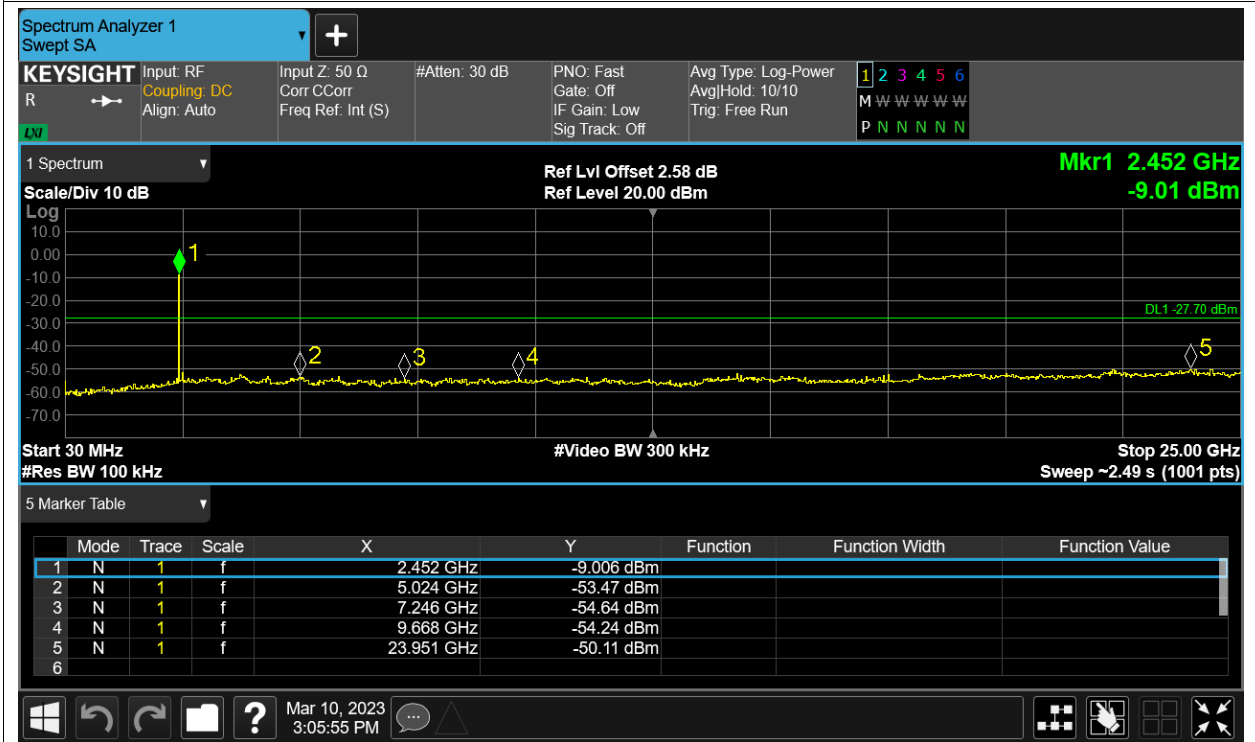 Spectrum Analyzer 1
Swept SA
+
KEYSIGHT Input: RF Input Z: 50 Ω #Atten: 30 dB PNO: Fast Avg Type: Log-Power 1 2 3 4 5 6
R Coupling: DC Corr CCorr Gate: Off Avg|Hold: 10/10 M W W W W W
Align: Auto Freq Ref: Int (S) IF Gain: Low Trig: Free Run
LXI Sig Track: Off P N N N N N
1 Spectrum Ref Lvl Offset 2.58 dB Mkr1 2.452 GHz
Scale/Div 10 dB Ref Level 20.00 dBm -9.01 dBm
Log
10.0
0.00 1
-10.0
-20.0
DL1 -27.70 dBm
-30.0
-40.0 2 3 4 5
-50.0
-60.0
-70.0
Start 30 MHz #Video BW 300 kHz Stop 25.00 GHz
#Res BW 100 kHz Sweep ~2.49 s (1001 pts)
5 Marker Table
Mode Trace Scale X Y Function Function Width Function Value
1 N 1 f 2.452 GHz -9.006 dBm
2 N 1 f 5.024 GHz -53.47 dBm
3 N 1 f 7.246 GHz -54.64 dBm
4 N 1 f 9.668 GHz -54.24 dBm
5 N 1 f 23.951 GHz -50.11 dBm
6
? Mar 10, 2023
3:05:55 PM